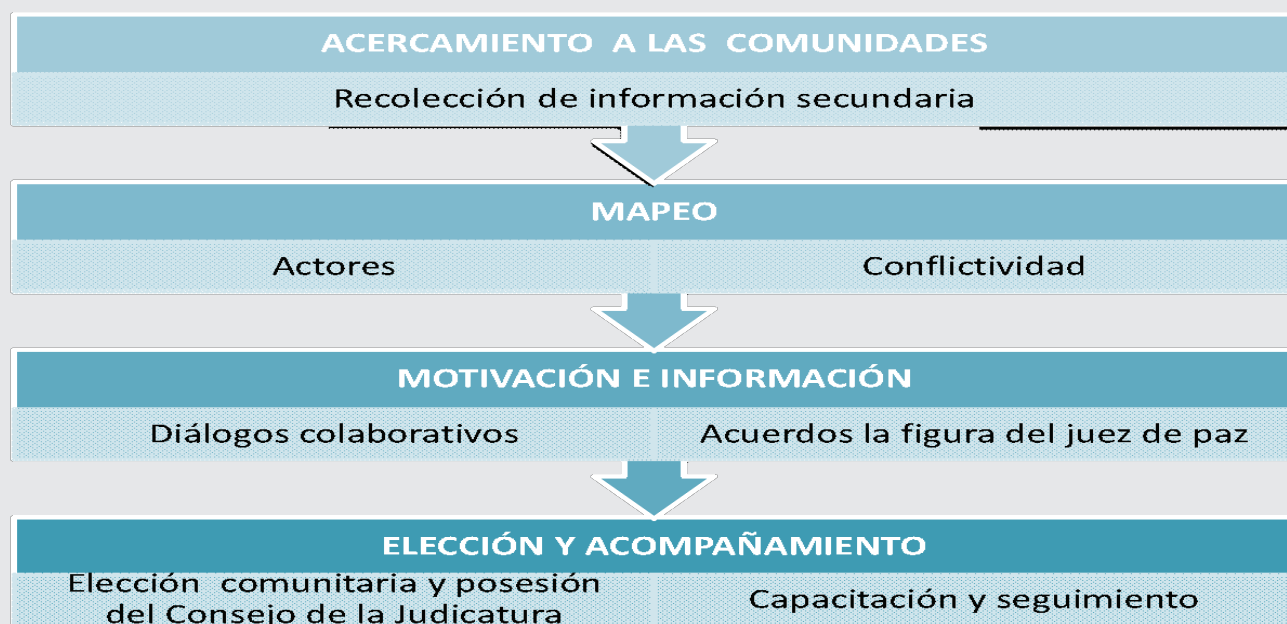 ACERCAMIENTO A LAS COMUNIDADES
Recolección de información secundaria
MAPEO
Actores
Conflictividad
MOTIVACIÓN E INFORMACIÓN
Diálogos colaborativos
Acuerdos la figura del juez de paz
ELECCIÓN Y ACOMPAÑAMIENTO
Elección comunitaria y posesión
del Consejo de la Judicatura
Capacitación y seguimiento